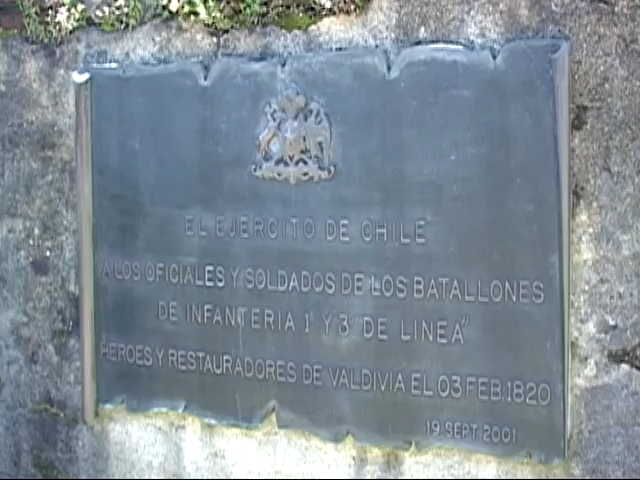 EL EJERCITO DE CHILE
"A LOS OFICIALES Y SOLDADOS DE LOS BATALLONES
DE INFANTERIA 1° Y 3° DE LINEA"
HEROES Y RESTAURADORES DE VALDIVIA EL 03 FEB. 1820
19 SEPT 2001